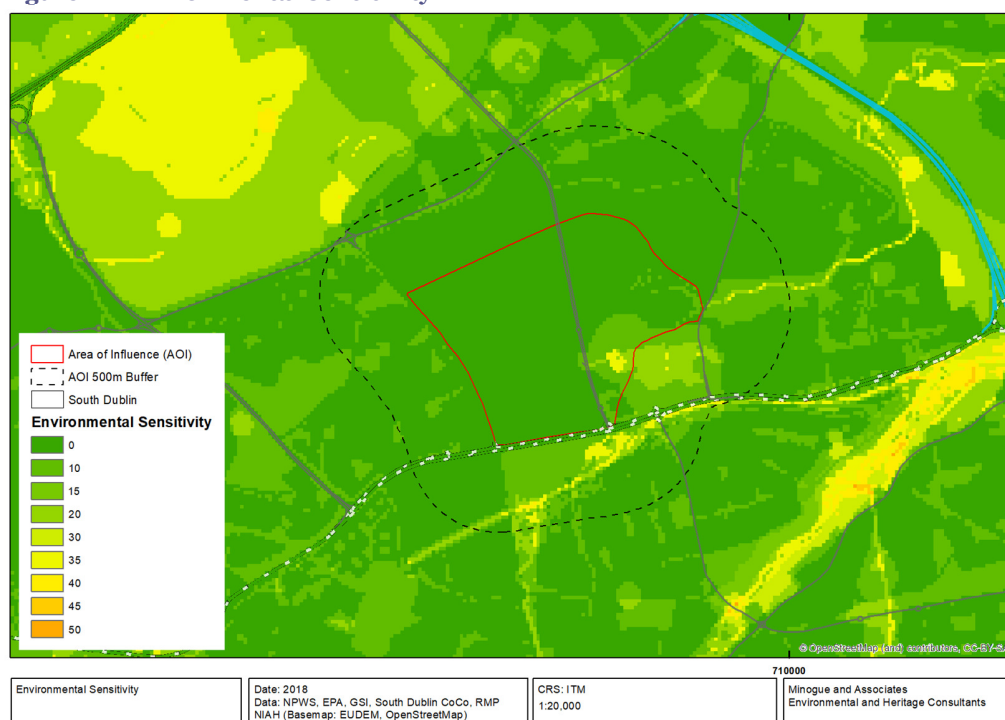 Area of Influence (AOI)
AOI 500m Buffer
South Dublin
Environmental Sensitivity
0
10
15
20
30
35
40
45
50
© OpenStreetMap (and) contributors, CC-BY-SA
710000
Environmental Sensitivity
Date: 2018
Data: NPWS, EPA, GSI, South Dublin CoCo, RMP
NIAH (Basemap: EUDEM, OpenStreetMap)
CRS: ITM
1:20,000
Minogue and Associates
Environmental and Heritage Consultants